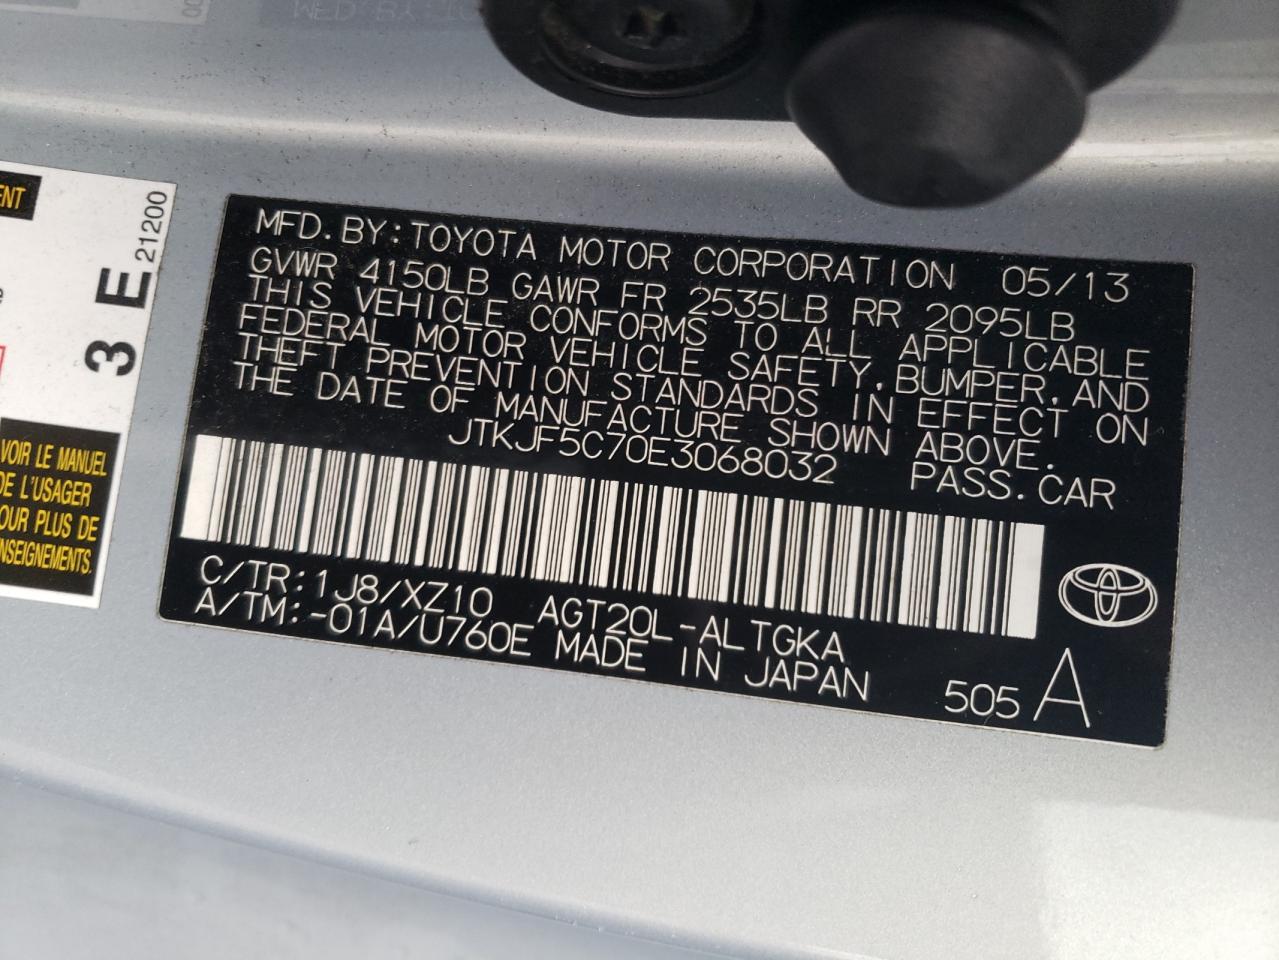 MFD.BY:TOYOTA MOTOR CORPORATION 05/13
GVWR 4150LB GAWR FR 2535LB RR 2095LB
THIS VEHICLE CONFORMS TO ALL APPLICABLE
FEDERAL MOTOR VEHICLE SAFETY,BUMPER,AND
THEFT PREVENTION STANDARDS IN EFFECT ON
THE DATE OF MANUFACTURE SHOWN ABOVE.
JTKJF5C70E3068032 PASS.CAR
C/TR:1J8/XZ10 AGT20L-ALTGKA
A/TM:-01A/U760E MADE IN JAPAN
505 A
3 E 21200
VOIR LE MANUEL
DE L'USAGER
PLUS DE